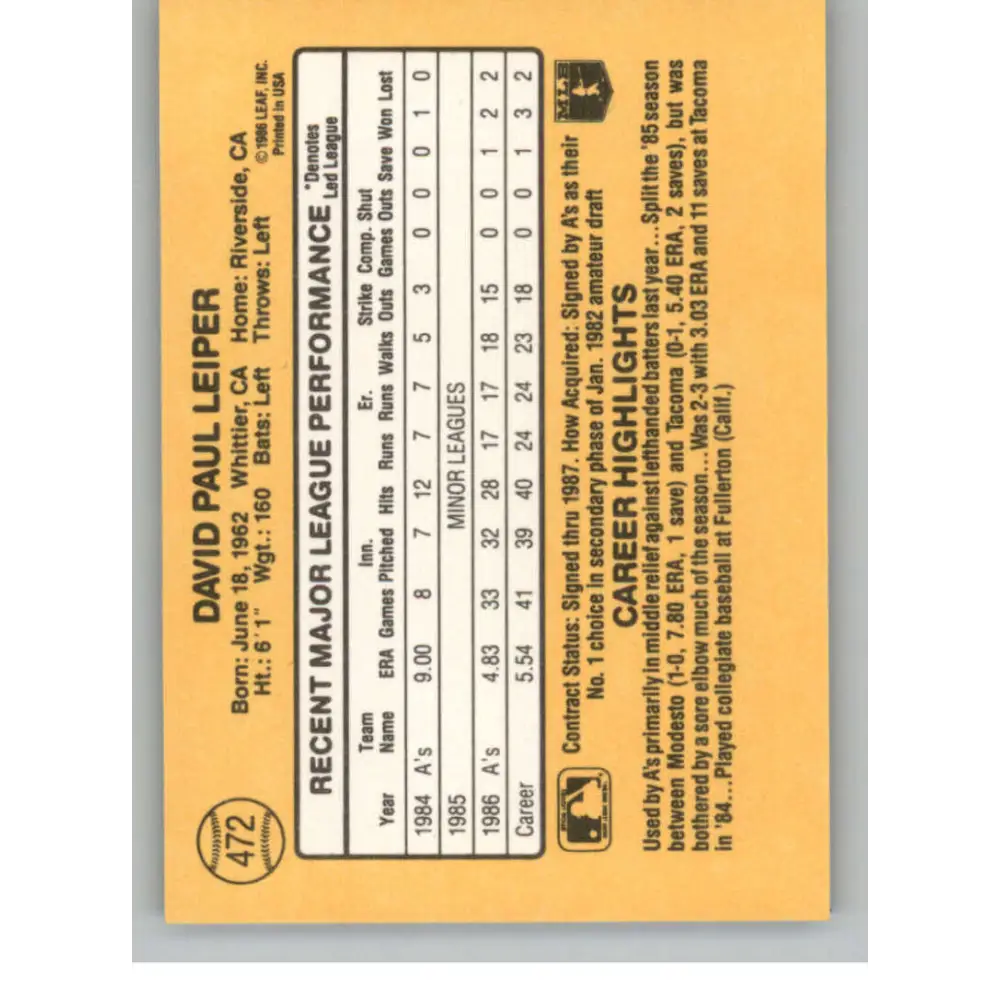 472
DAVID PAUL LEIPER
Born: June 18, 1962 Whittier, CA Home: Riverside, CA
Ht.: 6'1" Wgt.: 160 Bats: Left Throws: Left
©1986 LEAF, INC.
Printed in USA
RECENT MAJOR LEAGUE PERFORMANCE
*Denotes
Led League
Team Inn. Er. Strike Comp. Shut
Year Name ERA Games Pitched Hits Runs Runs Walks Outs Games Outs Save Won Lost
1984 A's 9.00 8 7 12 7 7 5 3 0 0 0 1 0
1985 MINOR LEAGUES
1986 A's 4.83 33 32 28 17 17 18 15 0 0 1 2 2
Career 5.54 41 39 40 24 24 23 18 0 0 1 3 2
MLB
Contract Status: Signed thru 1987. How Acquired: Signed by A's as their
No. 1 choice in secondary phase of Jan. 1982 amateur draft
CAREER HIGHLIGHTS
Used by A's primarily in middle relief against lefthanded batters last year...Split the '85 season
between Modesto (1-0, 7.80 ERA, 1 save) and Tacoma (0-1, 5.40 ERA, 2 saves), but was
bothered by a sore elbow much of the season...Was 2-3 with 3.03 ERA and 11 saves at Tacoma
in '84...Played collegiate baseball at Fullerton (Calif.)